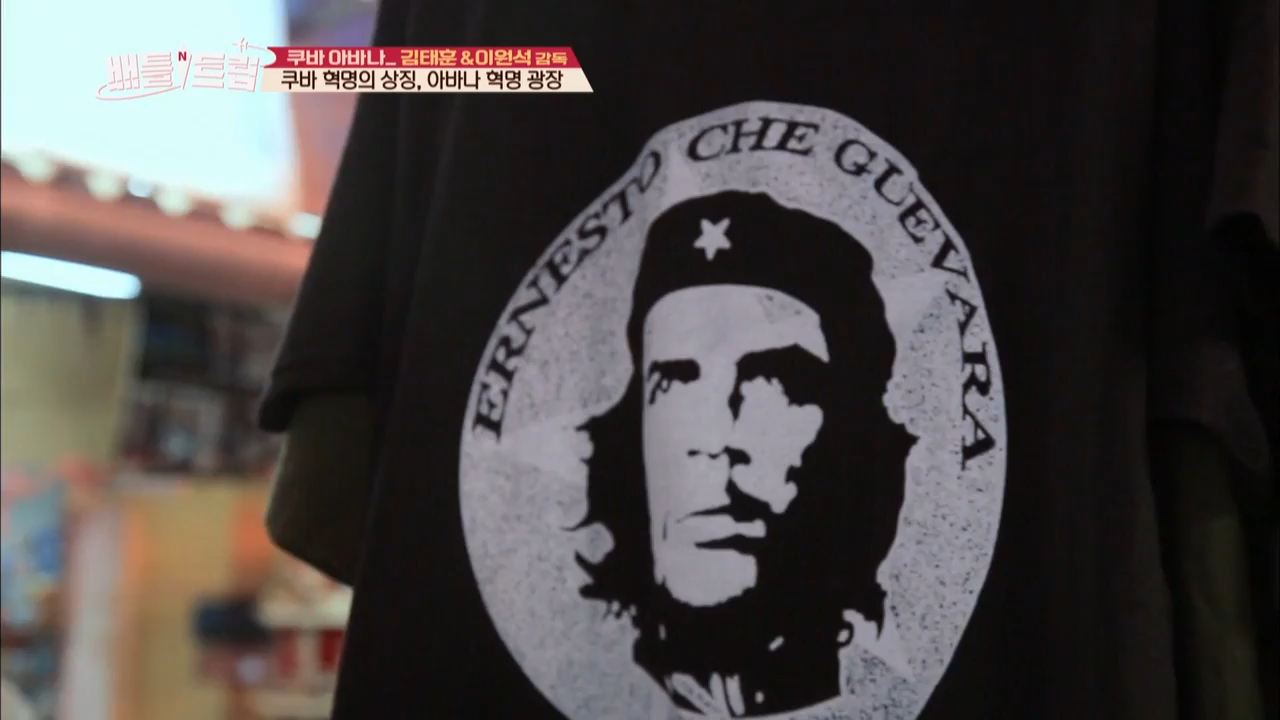 배틀N트립
쿠바 아바나_ 김태훈 & 이원석 감독
쿠바 혁명의 상징, 아바나 혁명 광장
ERNESTO CHE GUEVARA